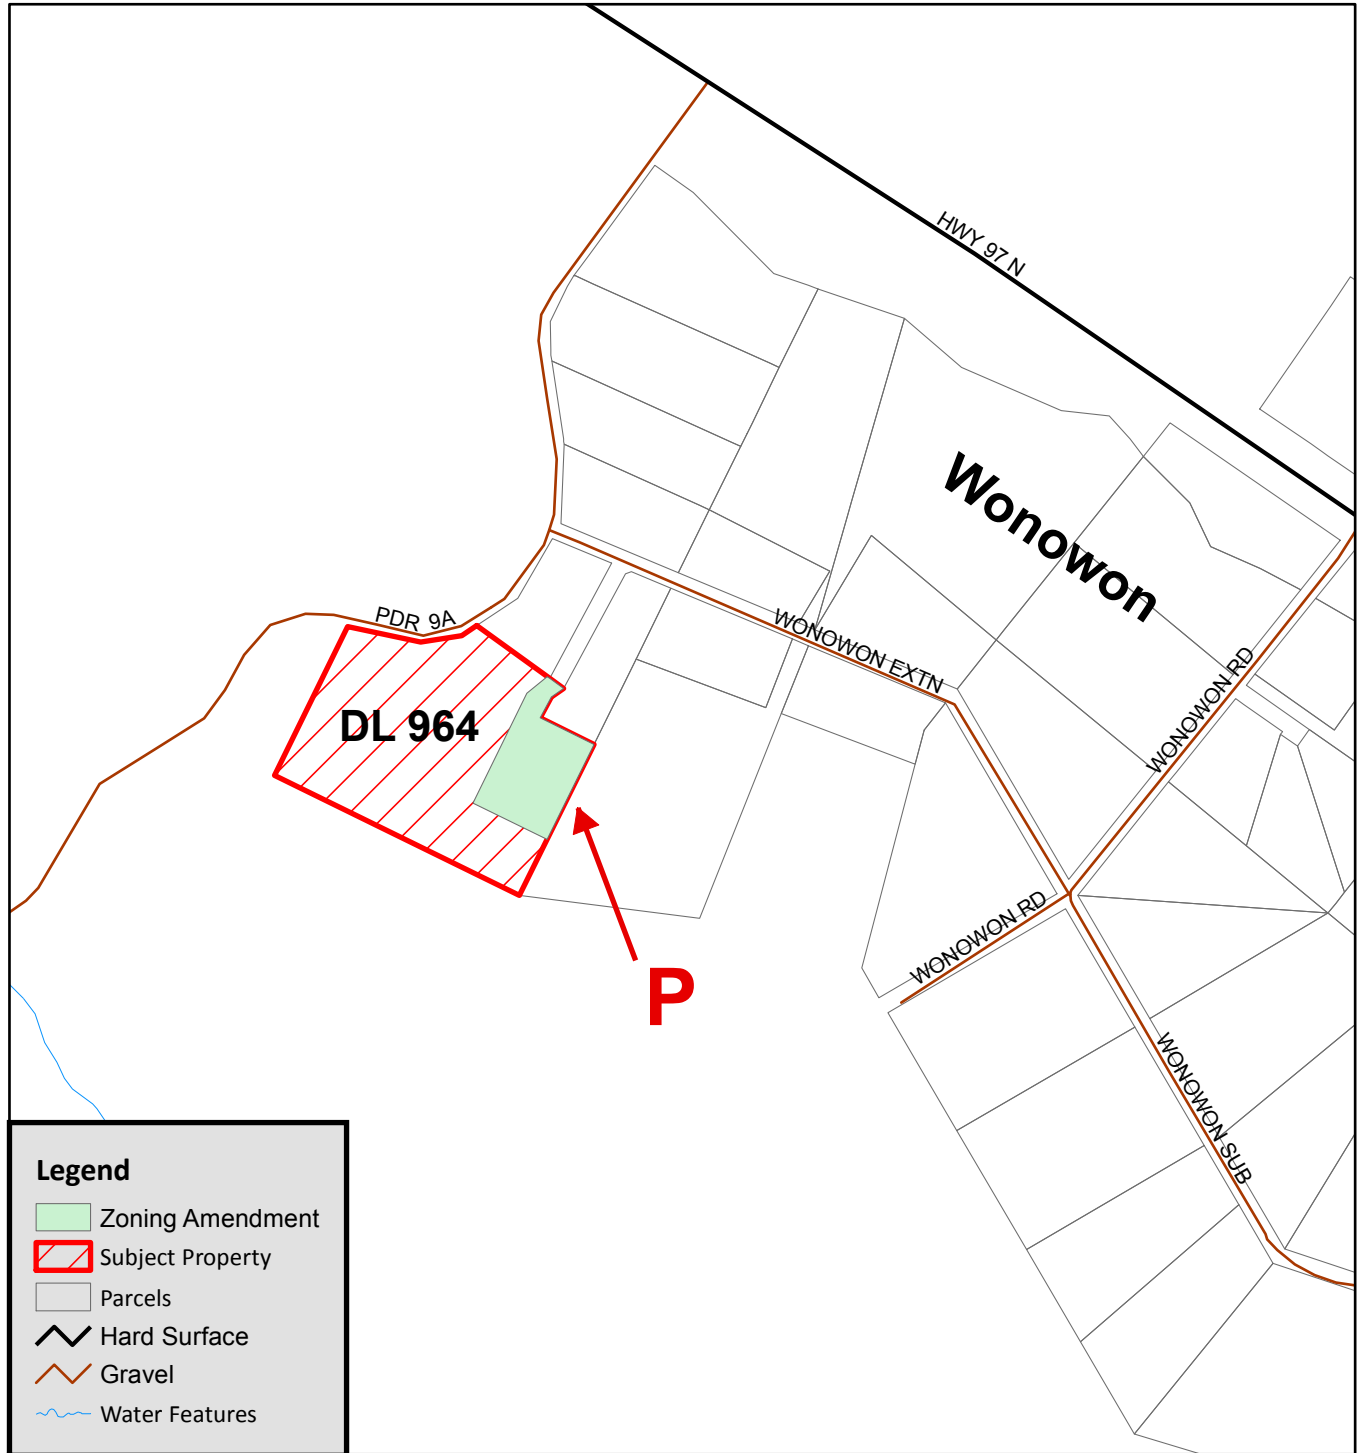 HWY 97 N
Wonowon
PDR 9A
WONOWON EXTN
WONOWON RD
DL 964
WONOWON RD
P
WONOWON SUB
Legend
Zoning Amendment
Subject Property
Parcels
Hard Surface
Gravel
Water Features